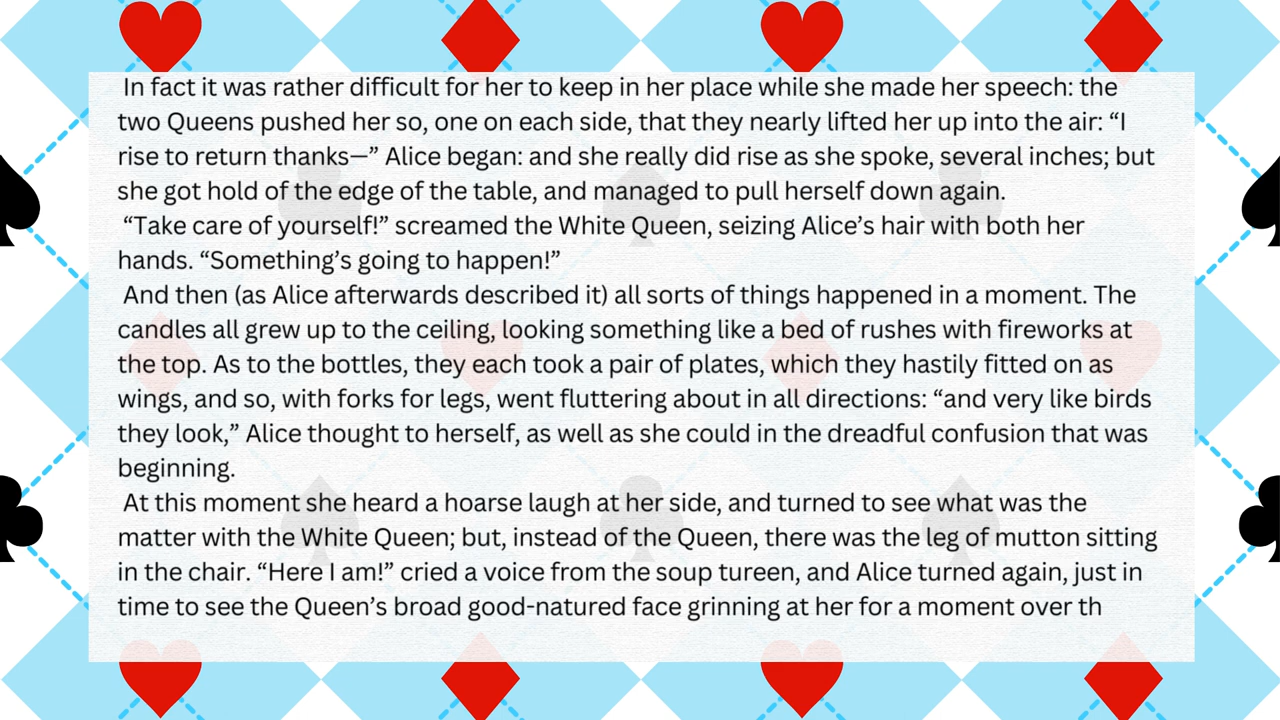 In fact it was rather difficult for her to keep in her place while she made her speech: the
two Queens pushed her so, one on each side, that they nearly lifted her up into the air: “I
rise to return thanks—” Alice began: and she really did rise as she spoke, several inches; but
she got hold of the edge of the table, and managed to pull herself down again.
“Take care of yourself!” screamed the White Queen, seizing Alice’s hair with both her
hands. “Something’s going to happen!”
And then (as Alice afterwards described it) all sorts of things happened in a moment. The
candles all grew up to the ceiling, looking something like a bed of rushes with fireworks at
the top. As to the bottles, they each took a pair of plates, which they hastily fitted on as
wings, and so, with forks for legs, went fluttering about in all directions: “and very like birds
they look,” Alice thought to herself, as well as she could in the dreadful confusion that was
beginning.
At this moment she heard a hoarse laugh at her side, and turned to see what was the
matter with the White Queen; but, instead of the Queen, there was the leg of mutton sitting
in the chair. “Here I am!” cried a voice from the soup tureen, and Alice turned again, just in
time to see the Queen’s broad good-natured face grinning at her for a moment over th